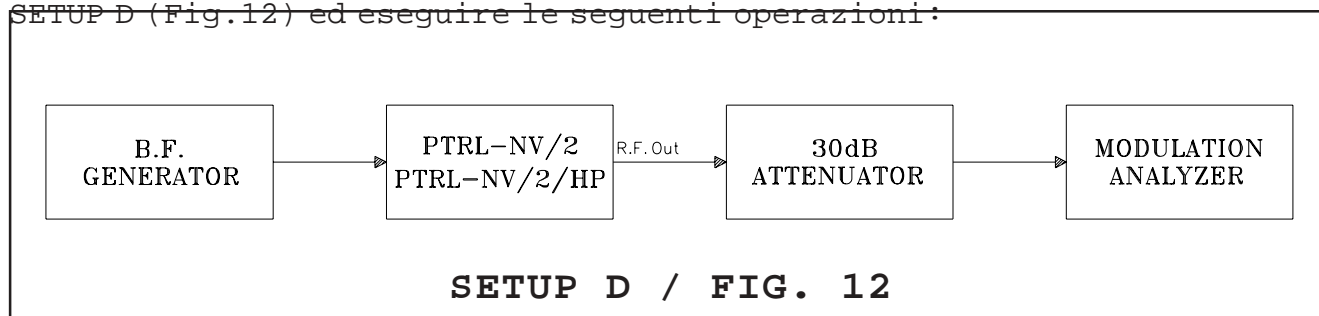 SETUP D (Fig.12) ed eseguire le seguenti operazioni:
B.F.
GENERATOR
PTRL-NV/2
PTRL-NV/2/HP
R.F. Out
30dB
ATTENUATOR
MODULATION
ANALYZER
SETUP D / FIG. 12